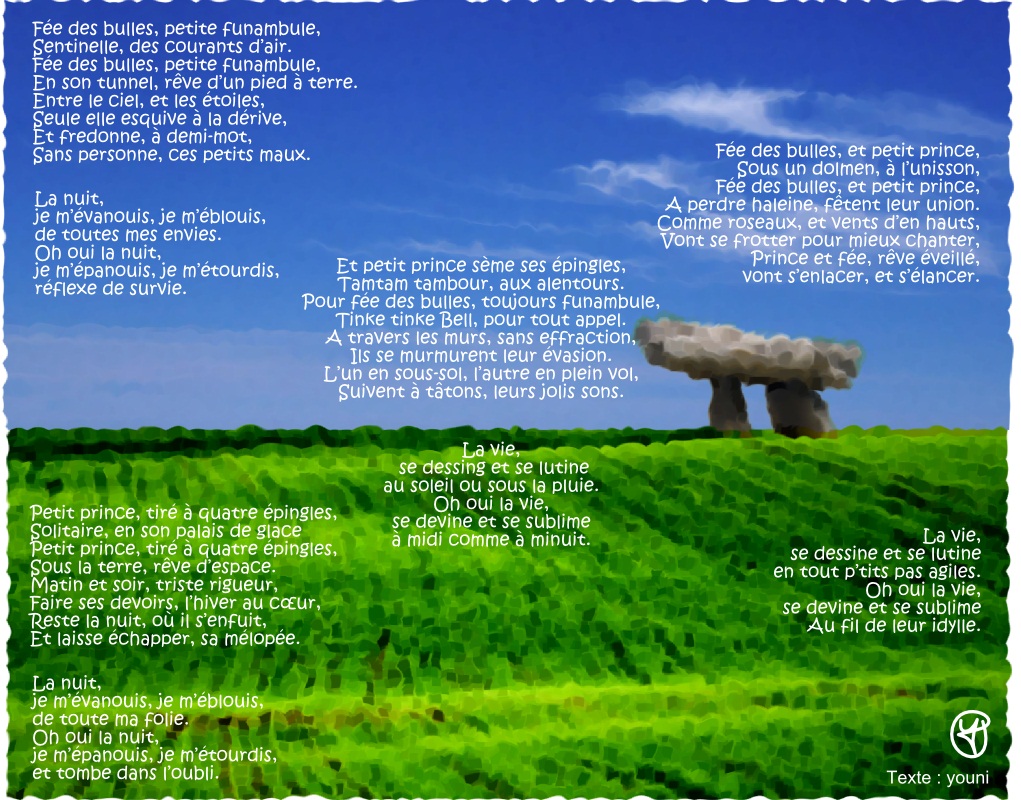 Fée des bulles, petite funambule,
Sentinelle, des courants d'air.
Fée des bulles, petite funambule,
En son tunnel, rêve d'un pied à terre.
Entre le ciel, et les étoiles,
Seule elle esquive à la dérive,
Et fredonne, à demi-mot,
Sans personne, ces petits maux.
La nuit,
je m'évanouis, je m'éblouis,
de toutes mes envies.
Oh oui la nuit,
je m'épanouis, je m'étourdis,
réflexe de survie.
Petit prince, tiré à quatre épingles,
Solitaire, en son palais de glace
Petit prince, tiré à quatre épingles,
Sous la terre, rêve d'espace.
Matin et soir, triste rigueur,
Faire ses devoirs, l'hiver au cœur,
Reste la nuit, où il s'enfuit,
Et laisse échapper, sa mélopée.
La nuit,
je m'évanouis, je m'éblouis,
de toute ma folie.
Oh oui la nuit,
je m'épanouis, je m'étourdis,
et tombe dans l'oubli.
Et petit prince sème ses épingles,
Tamtam tambour, aux alentours.
Pour fée des bulles, toujours funambule,
Tinke tinke Bell, pour tout appel.
A travers les murs, sans effraction,
Ils se murmurent leur évasion.
L'un en sous-sol, l'autre en plein vol,
Suivent à tâtons, leurs jolis sons.
La vie,
se dessing et se lutine
au soleil ou sous la pluie.
Oh oui la vie,
se devine et se sublime
à midi comme à minuit.
Fée des bulles, et petit prince,
Sous un dolmen, à l'unisson,
Fée des bulles, et petit prince,
A perdre haleine, fêtent leur union.
Comme roseaux, et vents d'en hauts,
Vont se frotter pour mieux chanter,
Prince et fée, rêve éveillé,
vont s'enlacer, et s'élancer.
La vie,
se dessine et se lutine
en tout p'tits pas agiles.
Oh oui la vie,
se devine et se sublime
Au fil de leur idylle.
Texte : youni